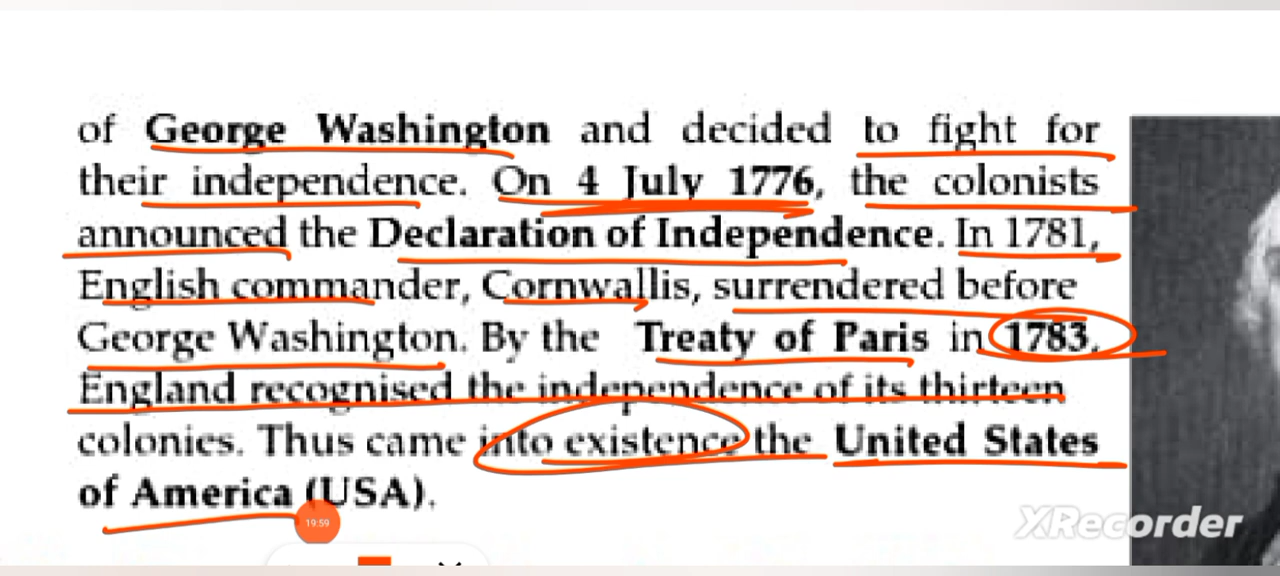 of George Washington and decided to fight for
their independence. On 4 July 1776, the colonists
announced the Declaration of Independence. In 1781,
English commander, Cornwallis, surrendered before
George Washington. By the Treaty of Paris in 1783,
England recognised the independence of its thirteen
colonies. Thus came into existence the United States
of America (USA).
19:59
XRecorder